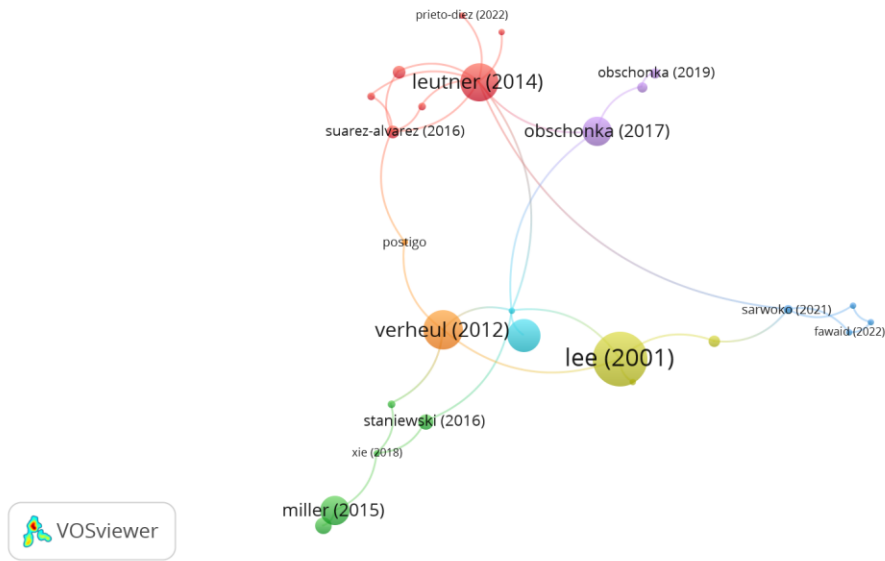 prieto-diez (2022)
leutner (2014)
obschonka (2019)
suarez-alvarez (2016)
obschonka (2017)
postigo
sarwoko (2021)
verheul (2012)
fawaid (2022)
lee (2001)
staniewski (2016)
xie (2018)
miller (2015)
VOSviewer